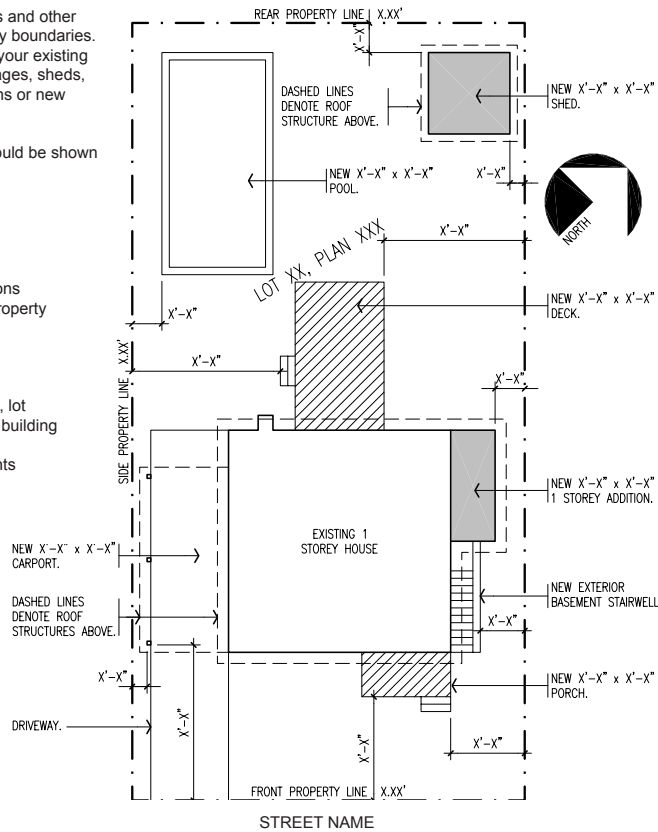 s and other
y boundaries.
your existing
ages, sheds,
ns or new
ould be shown
ons
roperty
, lot
building
nts
REAR PROPERTY LINE X.XX'
X'-X"
DASHED LINES
DENOTE ROOF
STRUCTURE ABOVE.
NEW X'-X" x X'-X"
SHED.
NEW X'-X" x X'-X"
POOL.
X'-X"
NORTH
LOT XX, PLAN XXX
X'-X"
NEW X'-X" x X'-X"
DECK.
X'-X"
X'-X"
SIDE PROPERTY LINE X.XX'
X'-X"
EXISTING 1
STOREY HOUSE
NEW X'-X" x X'-X"
1 STOREY ADDITION.
NEW X'-X" x X'-X"
CARPORT.
DASHED LINES
DENOTE ROOF
STRUCTURES ABOVE.
NEW EXTERIOR
BASEMENT STAIRWELL
X'-X"
X'-X"
NEW X'-X" x X'-X"
PORCH.
DRIVEWAY.
X'-X"
X'-X"
X'-X"
FRONT PROPERTY LINE X.XX'
STREET NAME